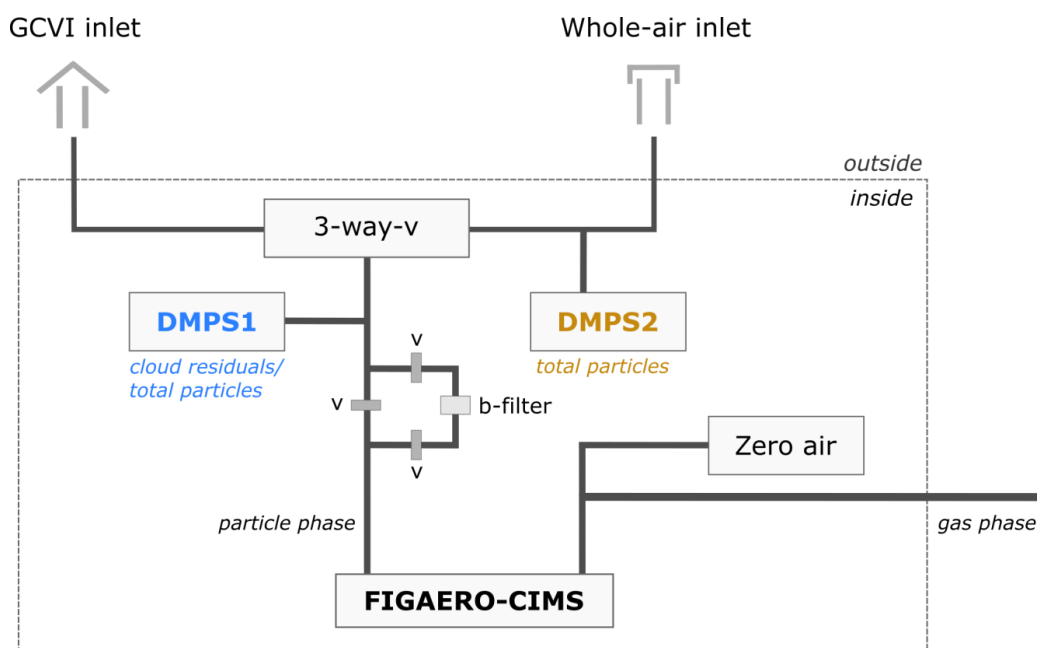 GCVI inlet
Whole-air inlet
outside
inside
3-way-v
DMPS1
cloud residuals/
total particles
DMPS2
total particles
v
v
b-filter
v
Zero air
particle phase
gas phase
FIGAERO-CIMS